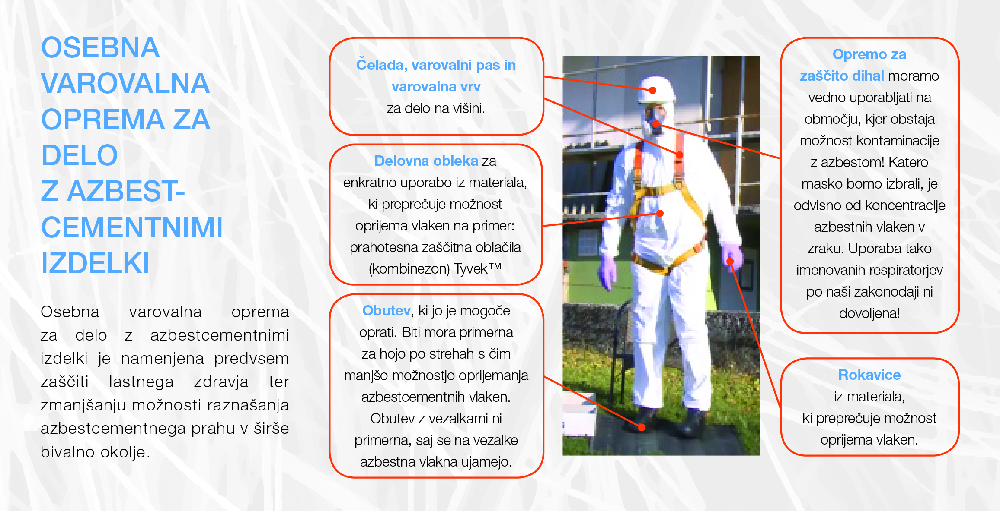 OSEBNA
VAROVALNA
OPREMA ZA
DELO
Z AZBEST-
CEMENTNIMI
IZDELKI
Osebna varovalna oprema
za delo z azbestcementnimi
izdelki je namenjena predvsem
zaščiti lastnega zdravja ter
zmanjšanju možnosti raznašanja
azbestcementnega prahu v širše
bivalno okolje.
Čelada, varovalni pas in
varovalna vrv
za delo na višini.
Delovna obleka za
enkratno uporabo iz materiala,
ki preprečuje možnost
oprijema vlaken na primer:
prahotesna zaščitna oblačila
(kombinezon) Tyvek™
Obutev, ki jo je mogoče
oprati. Biti mora primerna
za hojo po strehah s čim
manjšo možnostjo oprijemanja
azbestcementnih vlaken.
Obutev z vezalkami ni
primerna, saj se na vezalke
azbestna vlakna ujamejo.
Opremo za
zaščito dihal moramo
vedno uporabljati na
območju, kjer obstaja
možnost kontaminacije
z azbestom! Katero
masko bomo izbrali, je
odvisno od koncentracije
azbestnih vlaken v
zraku. Uporaba tako
imenovanih respiratorjev
po naši zakonodaji ni
dovoljena!
Rokavice
iz materiala,
ki preprečuje možnost
oprijema vlaken.